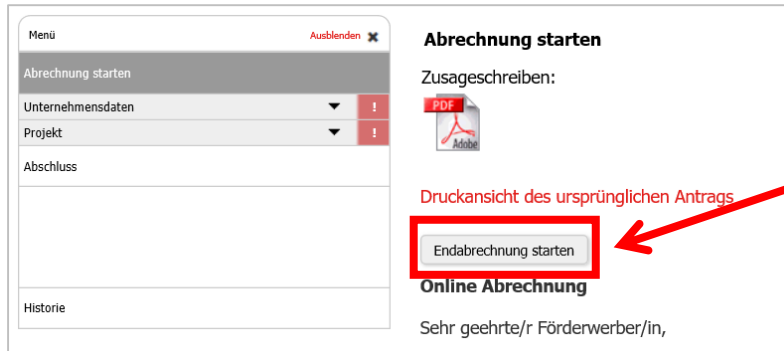 Menü Ausblenden
Abrechnung starten
Unternehmensdaten !
Projekt !
Abschluss
Historie
Abrechnung starten
Zusageschreiben:
PDF
Adobe
Druckansicht des ursprünglichen Antrags
Endabrechnung starten
Online Abrechnung
Sehr geehrte/r Förderwerber/in,